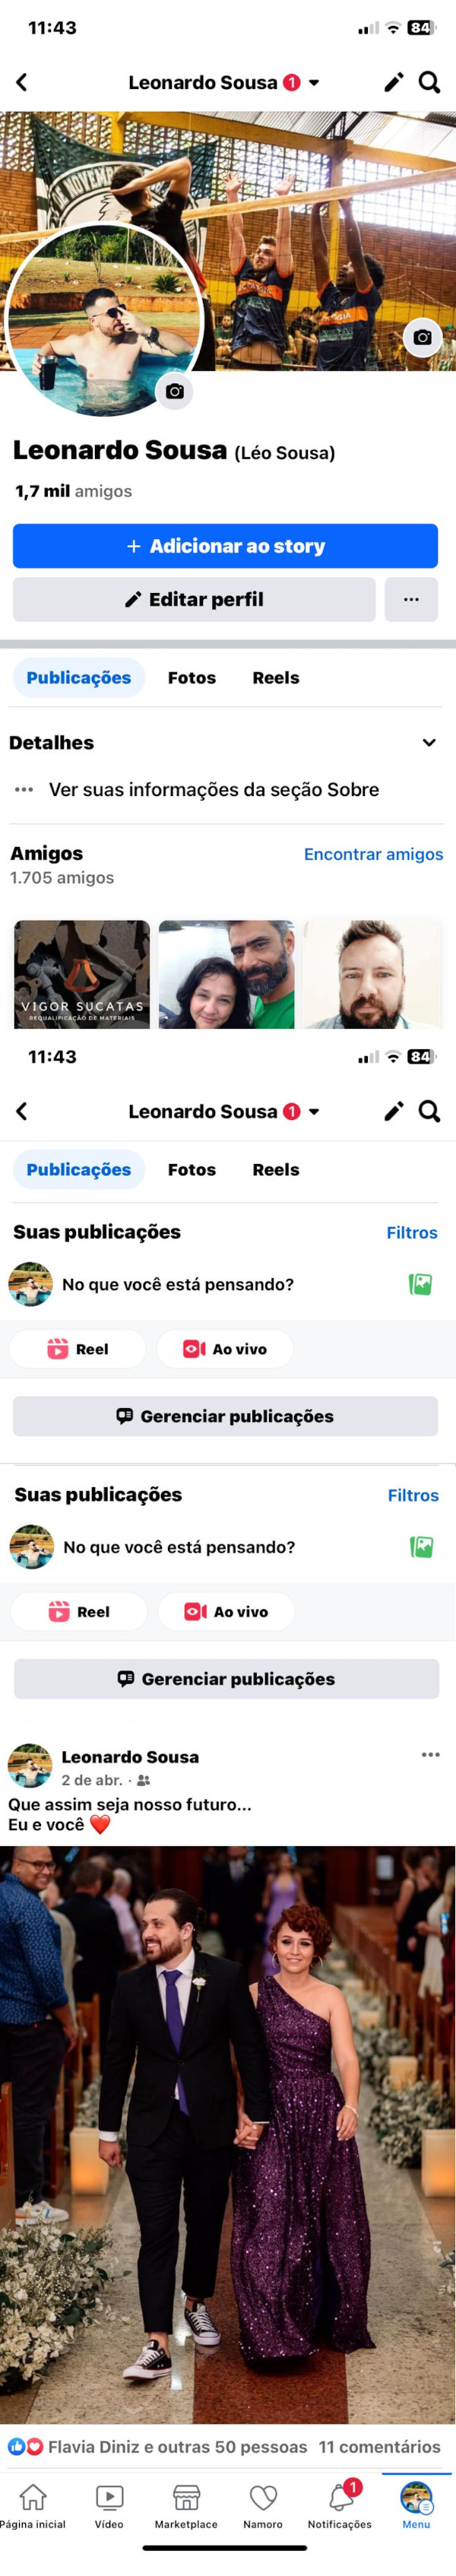 11:43
84
Leonardo Sousa 1
Leonardo Sousa (Léo Sousa)
1,7 mil amigos
+ Adicionar ao story
Editar perfil
Publicações Fotos Reels
Detalhes
Ver suas informações da seção Sobre
Amigos Encontrar amigos
1.705 amigos
VIGOR SUCATAS
REQUALIFICAÇÃO DE MATERIAIS
11:43
84
Leonardo Sousa 1
Publicações Fotos Reels
Suas publicações Filtros
No que você está pensando?
Reel Ao vivo
Gerenciar publicações
Suas publicações Filtros
No que você está pensando?
Reel Ao vivo
Gerenciar publicações
Leonardo Sousa
2 de abr. ·
Que assim seja nosso futuro...
Eu e você ❤️
Flavia Diniz e outras 50 pessoas 11 comentários
1
Página inicial Vídeo Marketplace Namoro Notificações Menu